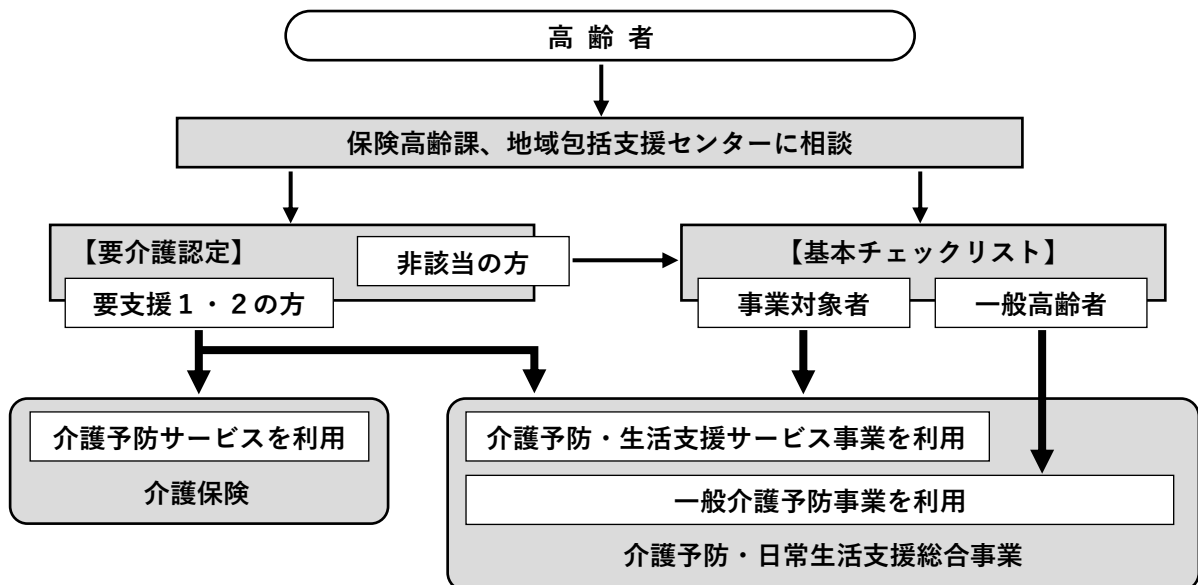 高 齢 者
保険高齢課、地域包括支援センターに相談
【要介護認定】
非該当の方
要支援１・２の方
【基本チェックリスト】
事業対象者
一般高齢者
介護予防サービスを利用
介護保険
介護予防・生活支援サービス事業を利用
一般介護予防事業を利用
介護予防・日常生活支援総合事業